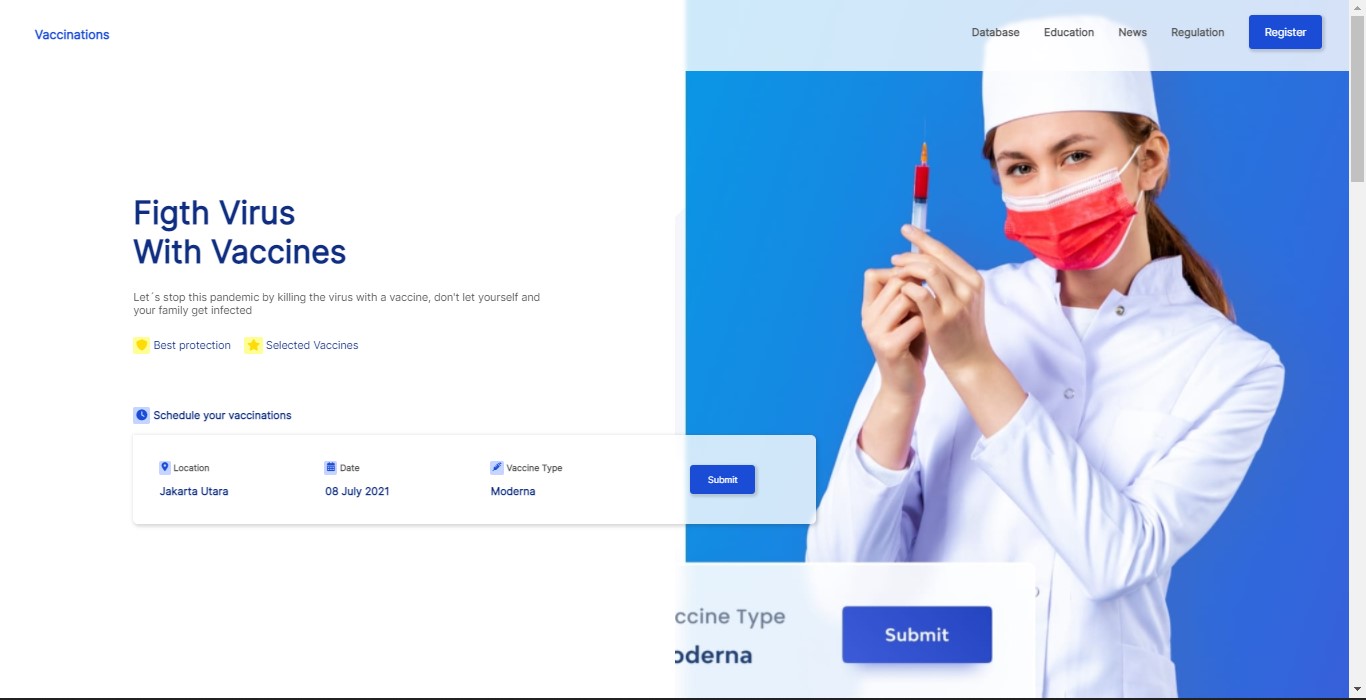 Vaccinations
Database Education News Regulation Register
Figth Virus
With Vaccines
Let´s stop this pandemic by killing the virus with a vaccine, don't let yourself and
your family get infected
Best protection Selected Vaccines
Schedule your vaccinations
Location Date Vaccine Type
Jakarta Utara 08 July 2021 Moderna
Submit
ccine Type
oderna
Submit